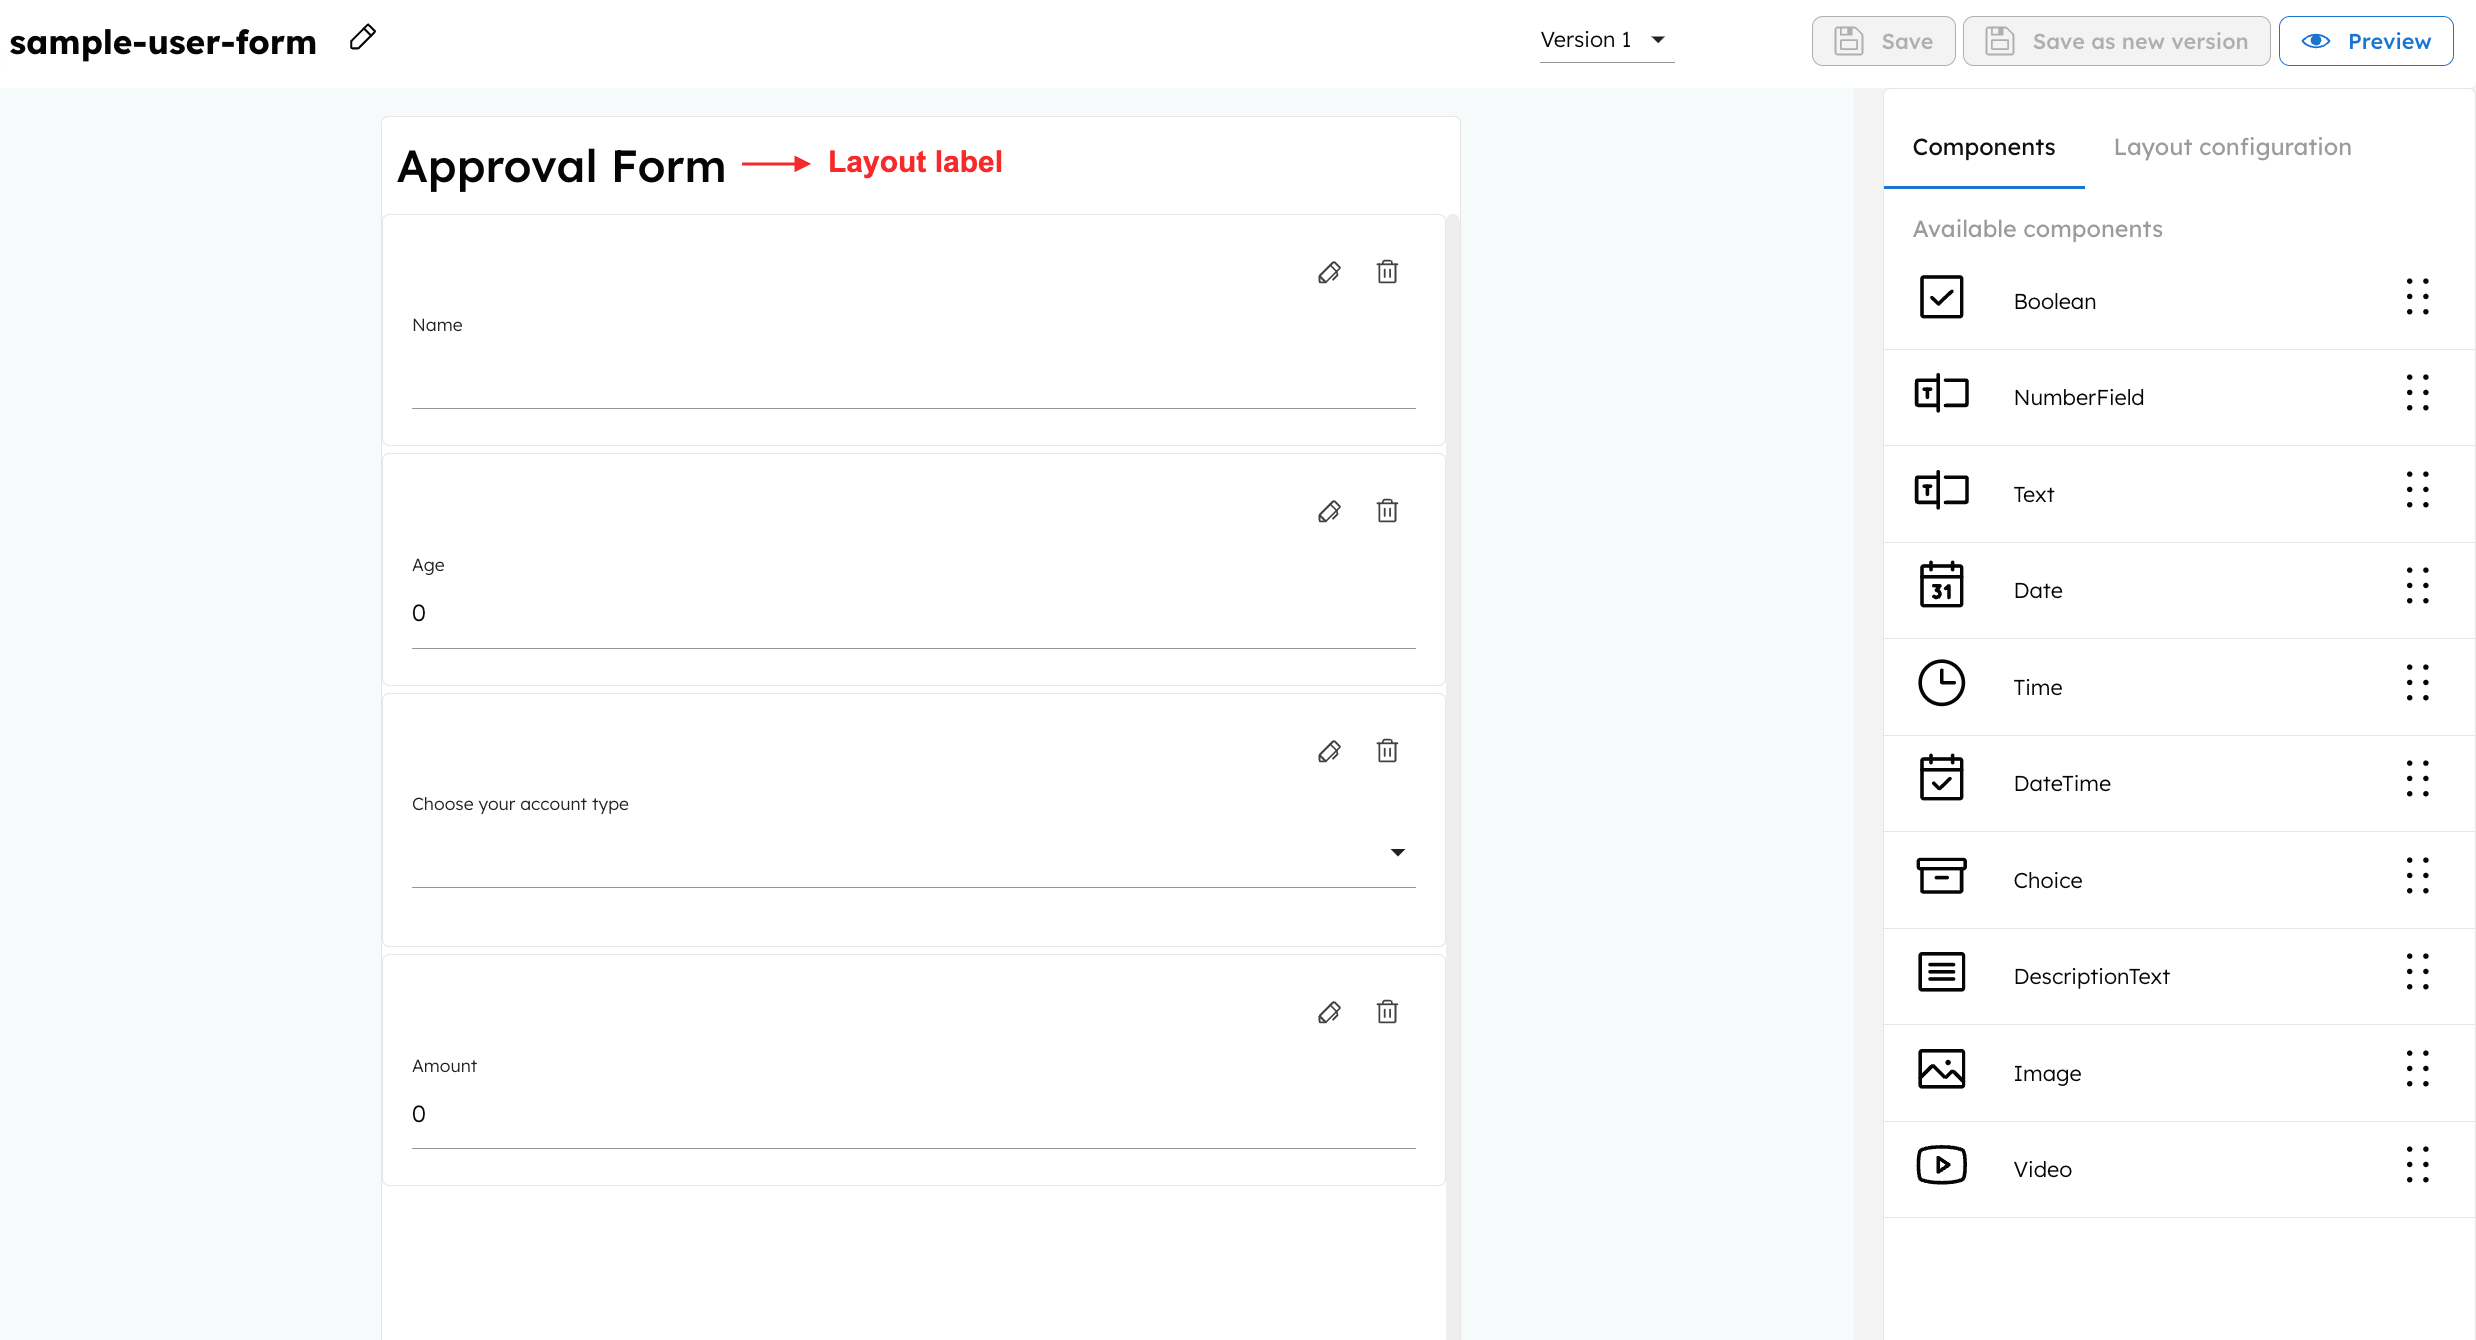 sample-user-form
Version 1
Save
Save as new version
Preview
Approval Form
Layout label
Name
Age
0
Choose your account type
Amount
0
Components
Layout configuration
Available components
Boolean
NumberField
Text
Date
31
Time
DateTime
Choice
DescriptionText
Image
Video